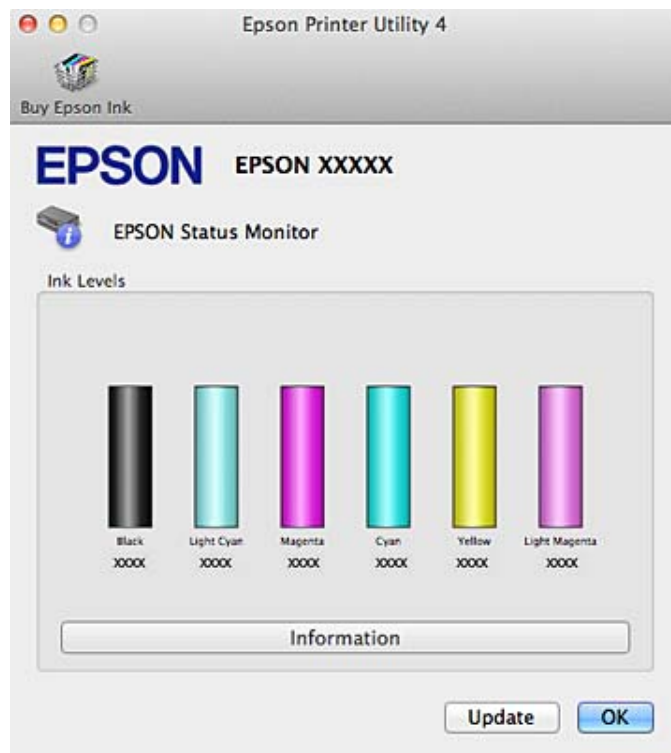 Epson Printer Utility 4
Buy Epson Ink
EPSON EPSON XXXXX
EPSON Status Monitor
Ink Levels
Black Light Cyan Magenta Cyan Yellow Light Magenta
XXXX XXXX XXXX XXXX XXXX XXXX
Information
Update OK